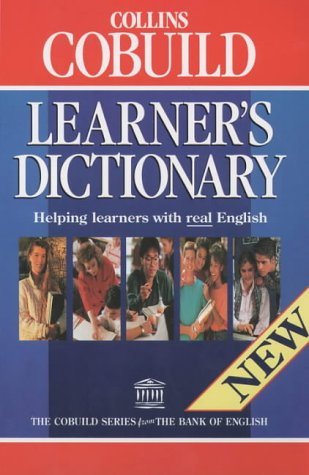 COLLINS
COBUILD
LEARNER'S
DICTIONARY
Helping learners with real English
NEW
THE COBUILD SERIES from THE BANK OF ENGLISH